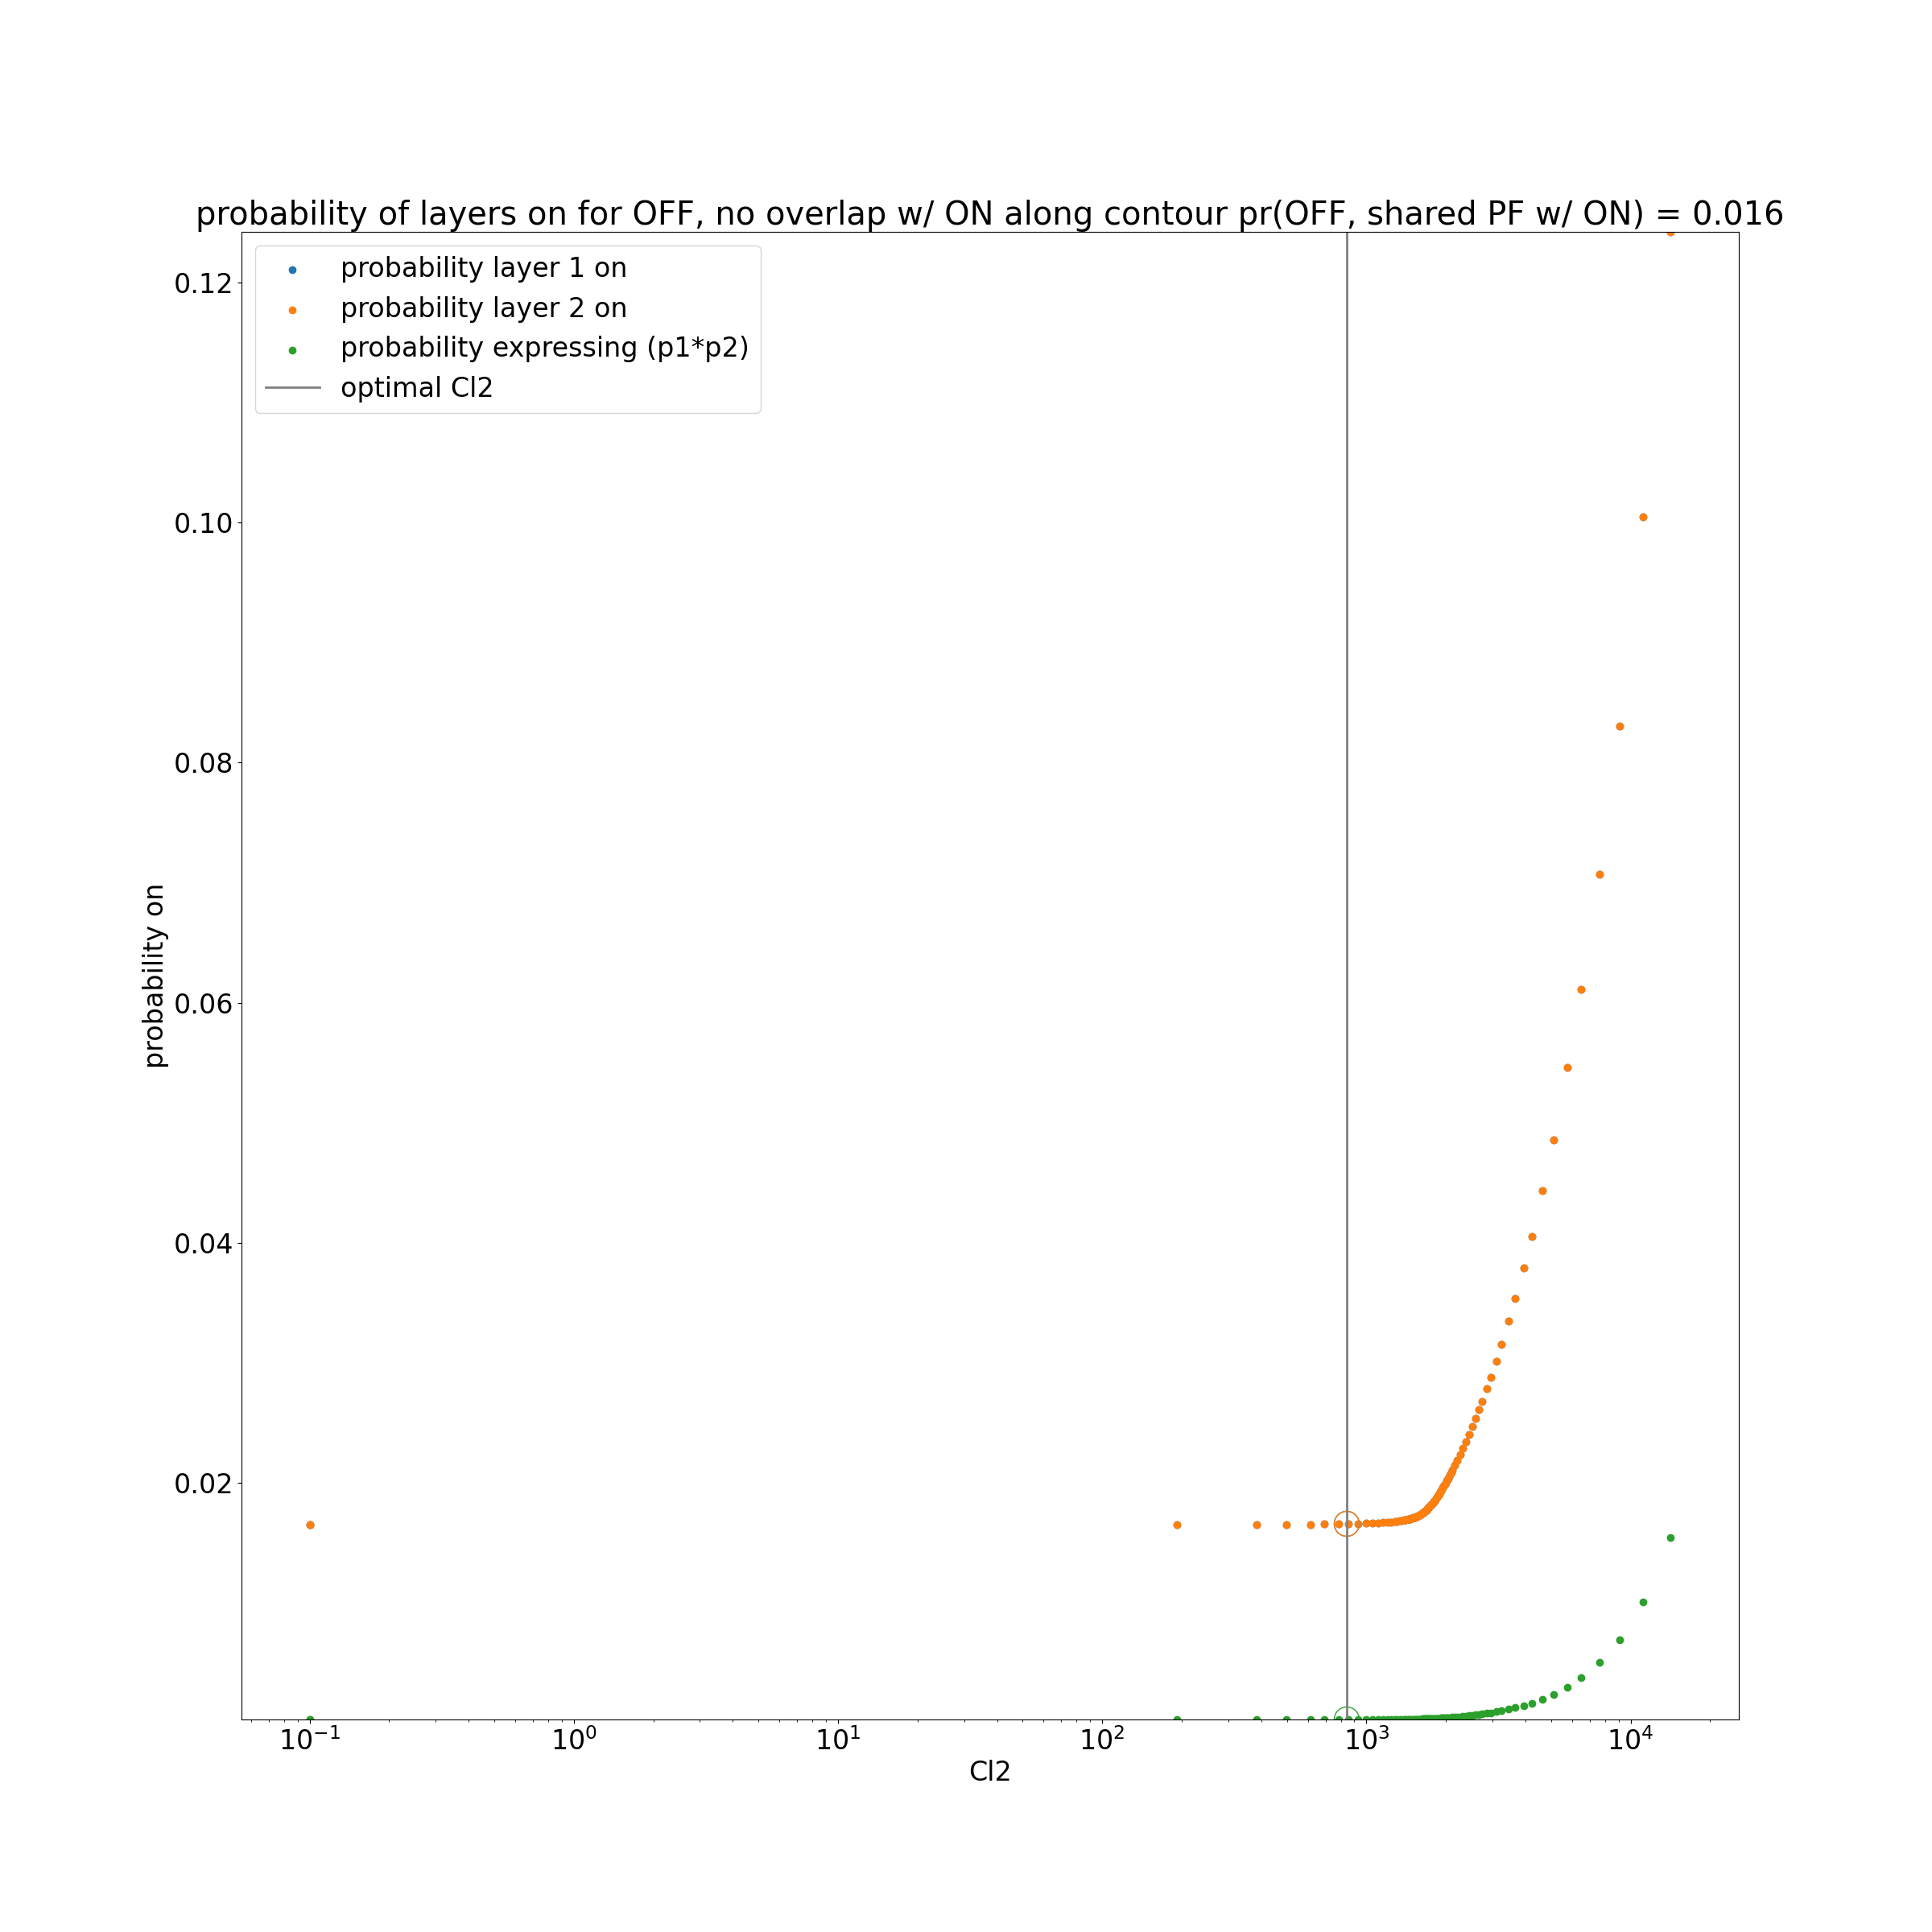 probability of layers on for OFF, no overlap w/ ON along contour pr(OFF, shared PF w/ ON) = 0.016
probability layer 1 on
probability layer 2 on
probability expressing (p1*p2)
optimal Cl2
0.12
0.10
0.08
0.06
0.04
0.02
probability on
10⁻¹
10⁰
10¹
10²
10³
10⁴
Cl2